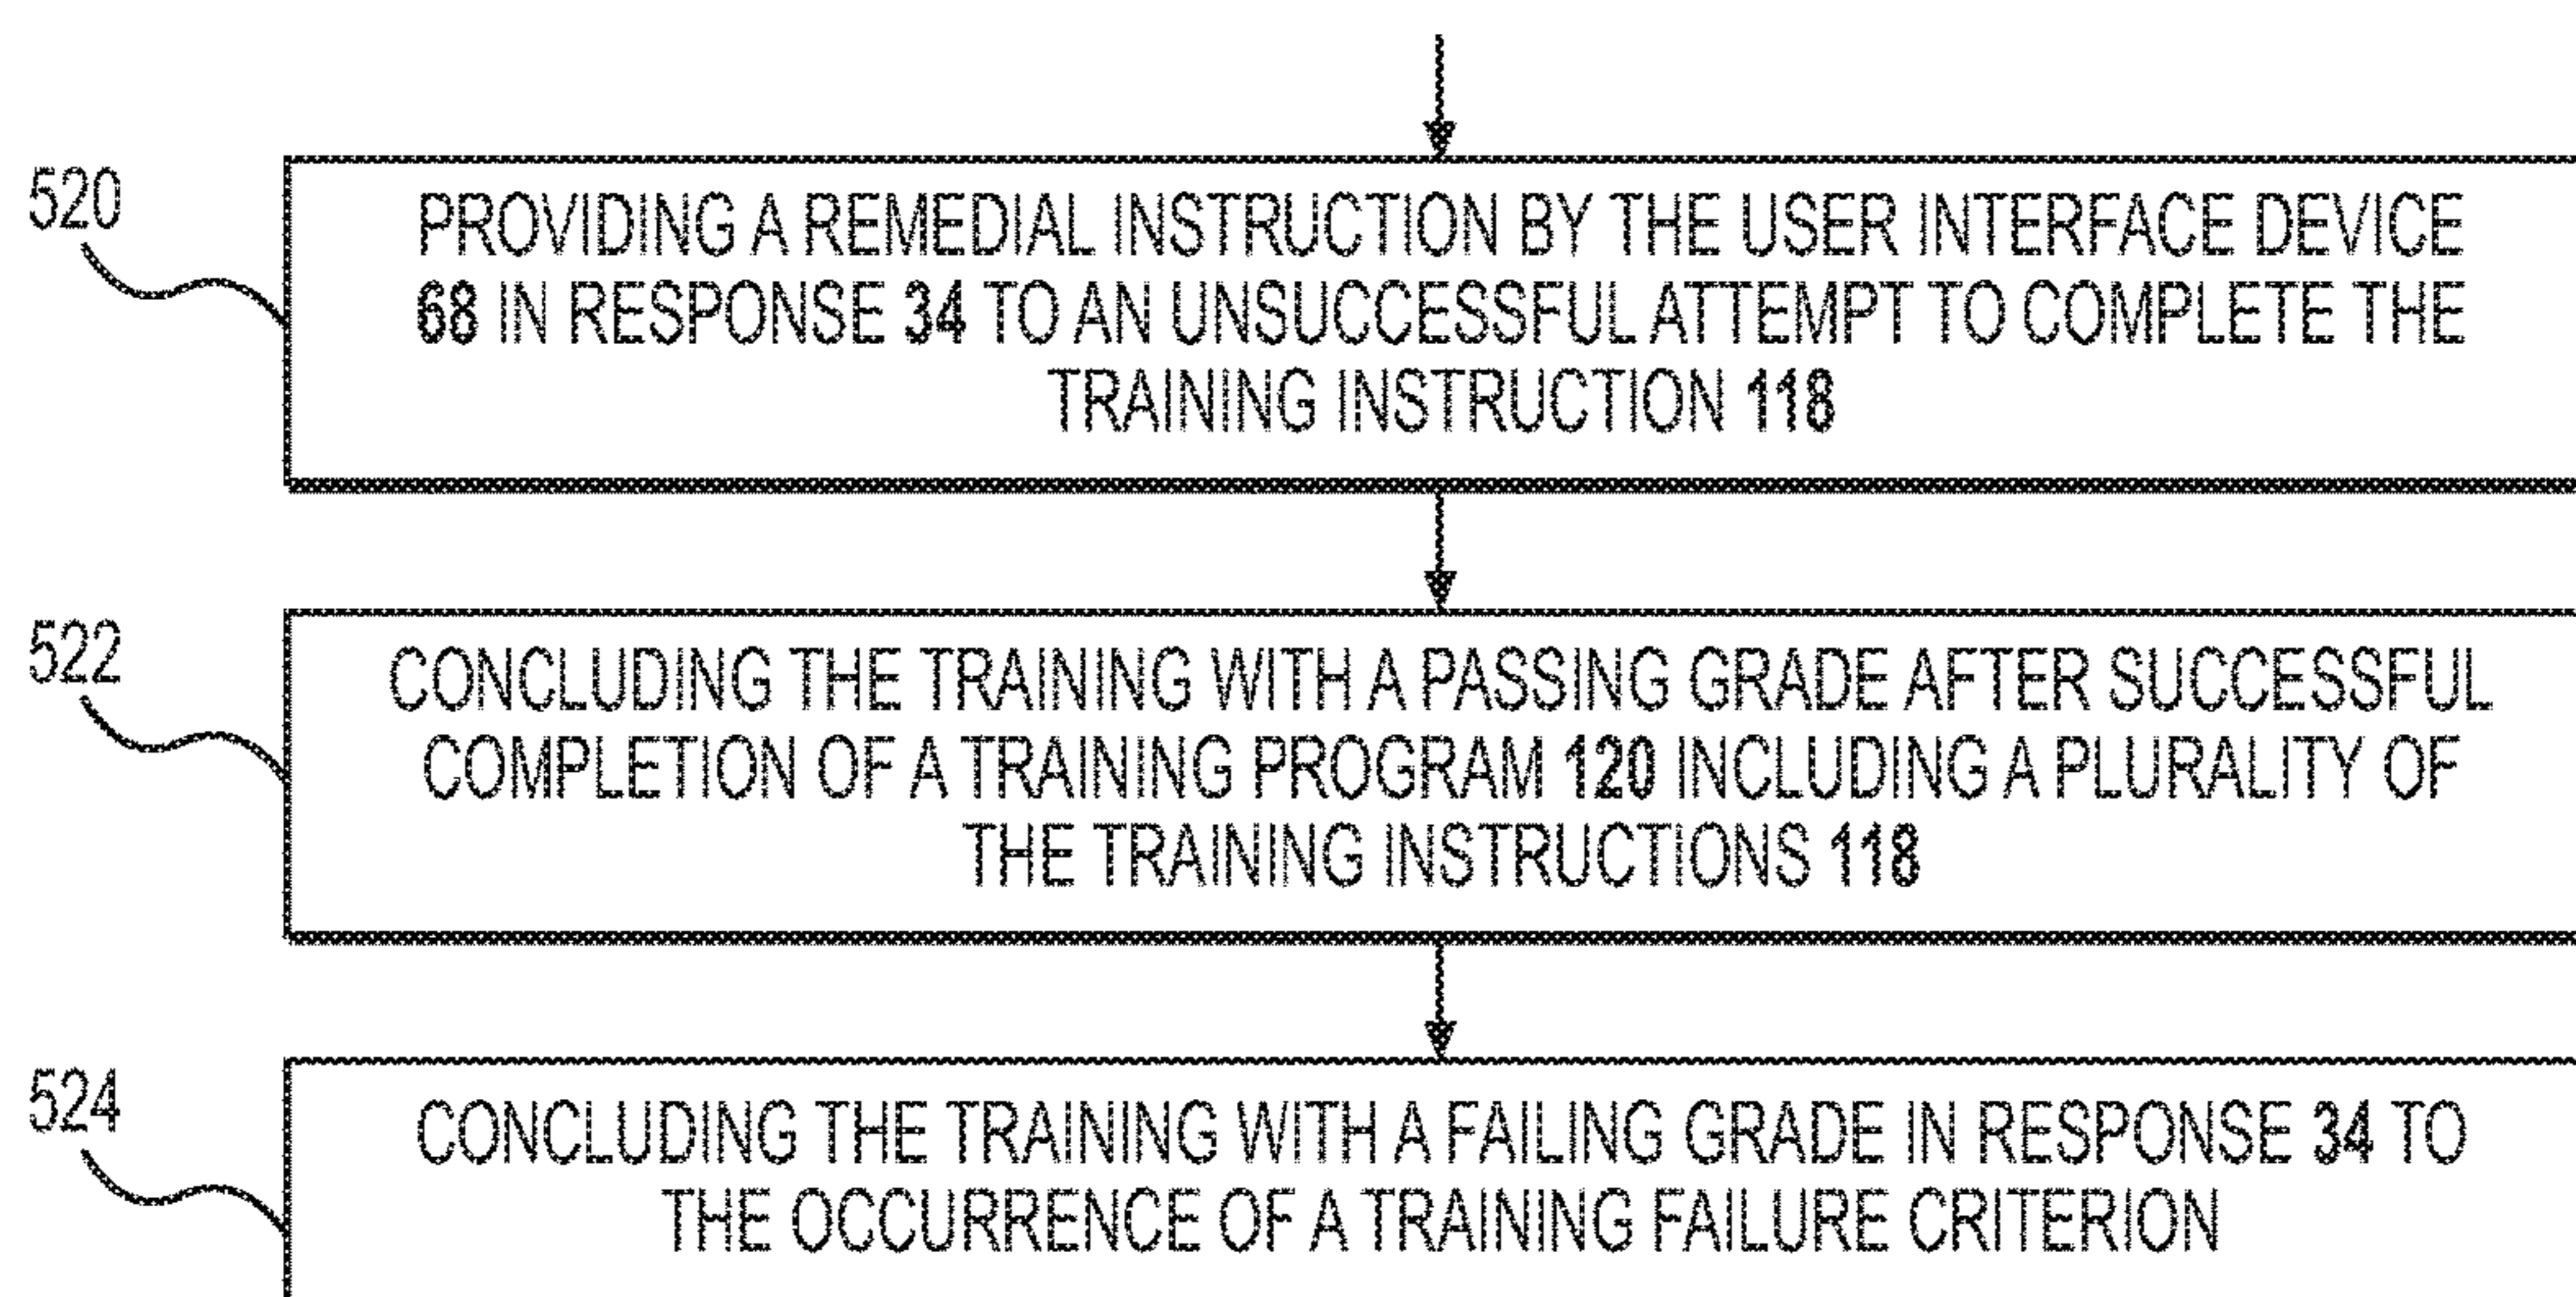 520
PROVIDING A REMEDIAL INSTRUCTION BY THE USER INTERFACE DEVICE
68 IN RESPONSE 34 TO AN UNSUCCESSFUL ATTEMPT TO COMPLETE THE
TRAINING INSTRUCTION 118
522
CONCLUDING THE TRAINING WITH A PASSING GRADE AFTER SUCCESSFUL
COMPLETION OF A TRAINING PROGRAM 120 INCLUDING A PLURALITY OF
THE TRAINING INSTRUCTIONS 118
524
CONCLUDING THE TRAINING WITH A FAILING GRADE IN RESPONSE 34 TO
THE OCCURRENCE OF A TRAINING FAILURE CRITERION